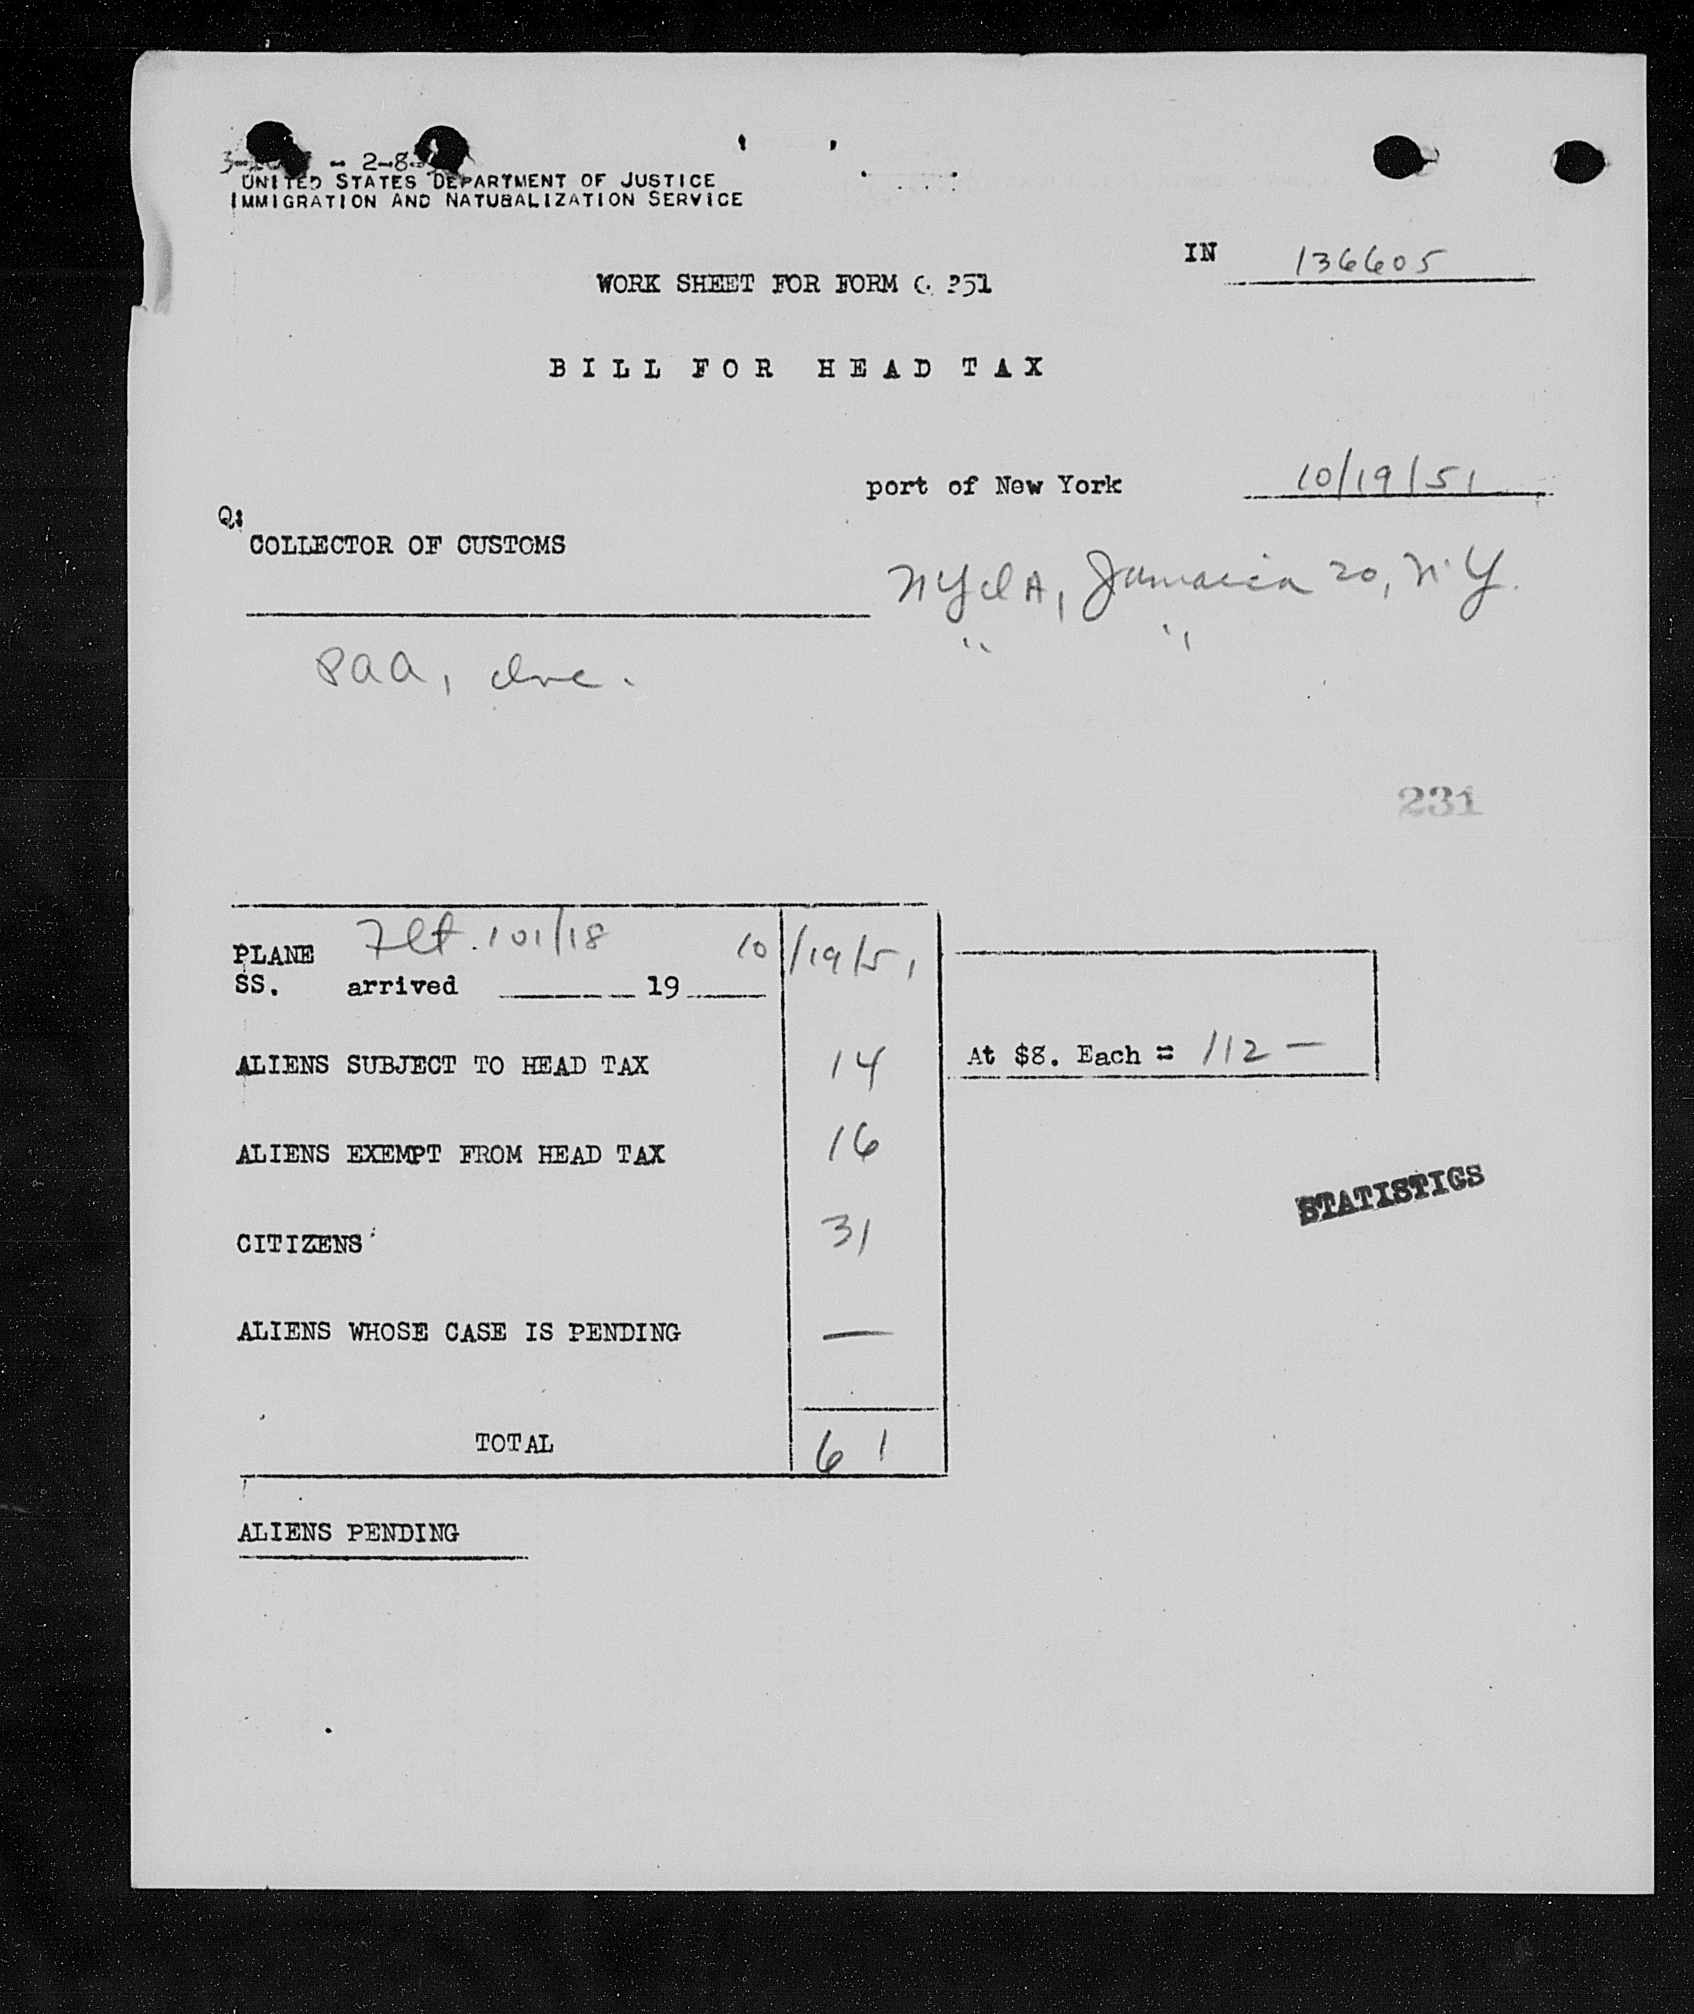 - 2-8
UNITED STATES DEPARTMENT OF JUSTICE
IMMIGRATION AND NATURALIZATION SERVICE
IN 136605
WORK SHEET FOR FORM 251
BILL FOR HEAD TAX
port of New York 10/19/51
COLLECTOR OF CUSTOMS
NYIA, Jamaica 20, N.Y.
" "
PAA, Inc.
231
PLANE Flt. 101/18 10/19/51
SS. arrived 19
ALIENS SUBJECT TO HEAD TAX 14 At $8. Each = 112 —
ALIENS EXEMPT FROM HEAD TAX 16
STATISTICS
CITIZENS 31
ALIENS WHOSE CASE IS PENDING —
TOTAL 61
ALIENS PENDING